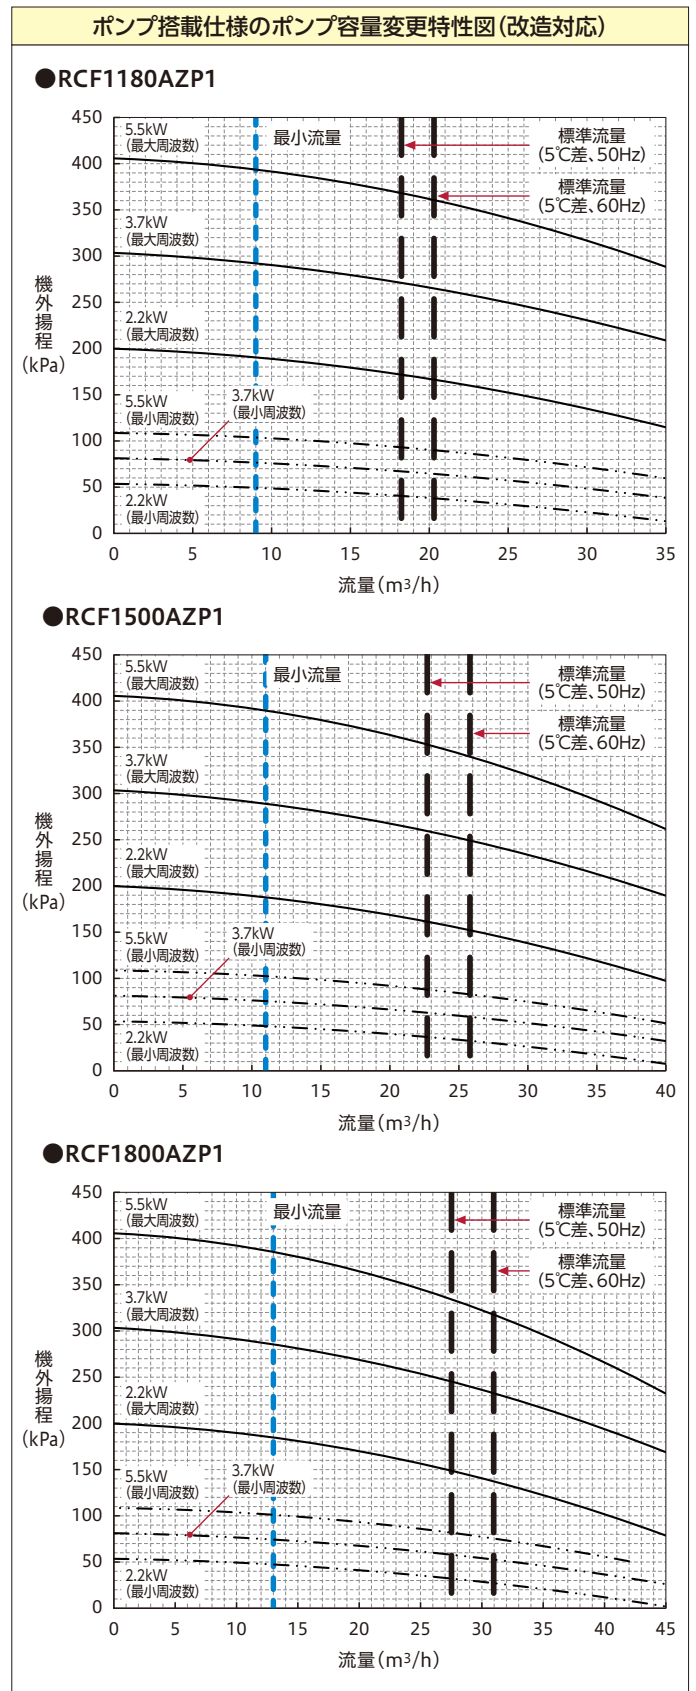 ポンプ搭載仕様のポンプ容量変更特性図(改造対応)
●RCF1180AZP1
機外揚程
(kPa)
450
400
350
300
250
200
150
100
50
0
5.5kW
(最大周波数)
最小流量
標準流量
(5℃差、50Hz)
標準流量
(5℃差、60Hz)
3.7kW
(最大周波数)
2.2kW
(最大周波数)
5.5kW
(最小周波数)
3.7kW
(最小周波数)
2.2kW
(最小周波数)
0 5 10 15 20 25 30 35
流量(m³/h)
●RCF1500AZP1
機外揚程
(kPa)
450
400
350
300
250
200
150
100
50
0
5.5kW
(最大周波数)
最小流量
標準流量
(5℃差、50Hz)
標準流量
(5℃差、60Hz)
3.7kW
(最大周波数)
2.2kW
(最大周波数)
5.5kW
(最小周波数)
3.7kW
(最小周波数)
2.2kW
(最小周波数)
0 5 10 15 20 25 30 35 40
流量(m³/h)
●RCF1800AZP1
機外揚程
(kPa)
450
400
350
300
250
200
150
100
50
0
5.5kW
(最大周波数)
最小流量
標準流量
(5℃差、50Hz)
標準流量
(5℃差、60Hz)
3.7kW
(最大周波数)
2.2kW
(最大周波数)
5.5kW
(最小周波数)
3.7kW
(最小周波数)
2.2kW
(最小周波数)
0 5 10 15 20 25 30 35 40 45
流量(m³/h)